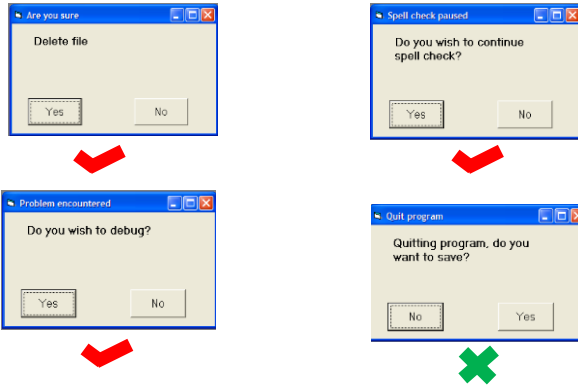 Are you sure
Delete file
Yes No
Spell check paused
Do you wish to continue
spell check?
Yes No
Problem encountered
Do you wish to debug?
Yes No
Quit program
Quitting program, do you
want to save?
No Yes